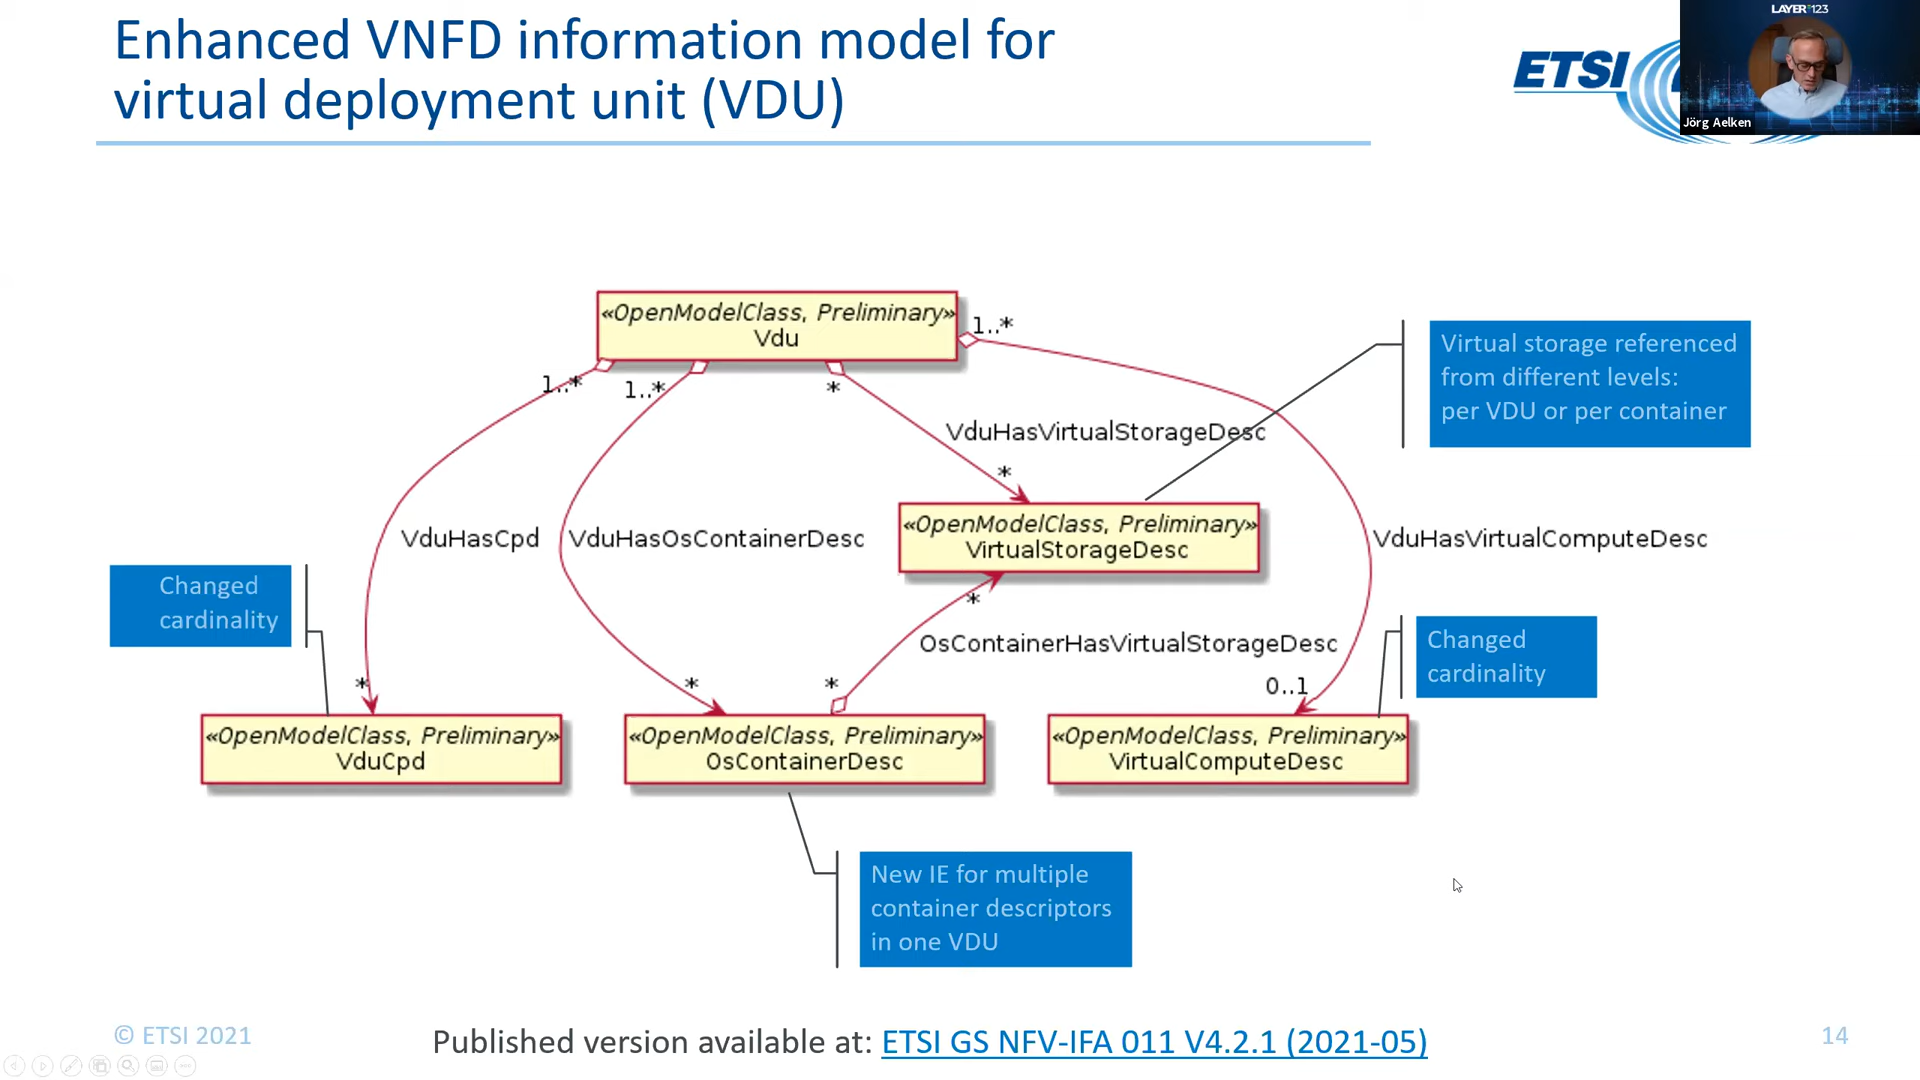 Enhanced VNFD information model for
virtual deployment unit (VDU)
ETSI
LAYER123
Jörg Aelken
«OpenModelClass, Preliminary»
Vdu
1..*
1..*
1..*
*
Virtual storage referenced
from different levels:
per VDU or per container
VduHasVirtualStorageDesc
*
«OpenModelClass, Preliminary»
VirtualStorageDesc
VduHasCpd
VduHasOsContainerDesc
VduHasVirtualComputeDesc
Changed
cardinality
*
OsContainerHasVirtualStorageDesc
Changed
cardinality
*
*
*
0..1
«OpenModelClass, Preliminary»
VduCpd
«OpenModelClass, Preliminary»
OsContainerDesc
«OpenModelClass, Preliminary»
VirtualComputeDesc
New IE for multiple
container descriptors
in one VDU
© ETSI 2021
Published version available at: ETSI GS NFV-IFA 011 V4.2.1 (2021-05)
14